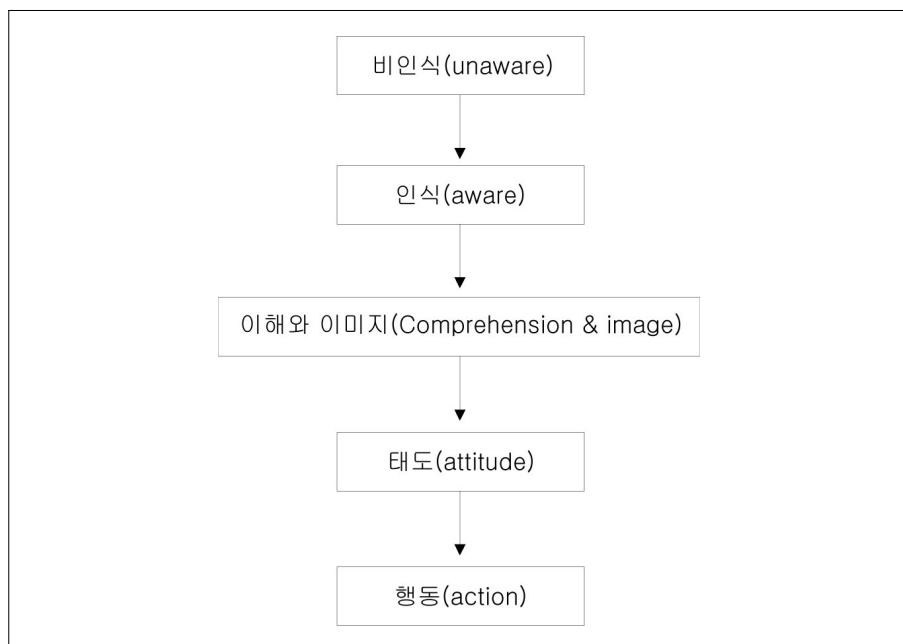 비인식(unaware)
인식(aware)
이해와 이미지(Comprehension & image)
태도(attitude)
행동(action)